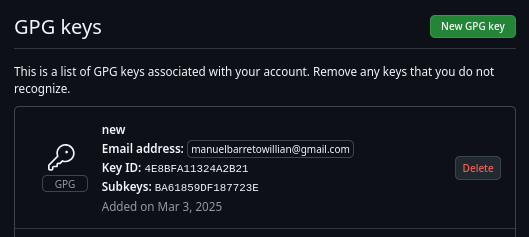 GPG keys
New GPG key
This is a list of GPG keys associated with your account. Remove any keys that you do not
recognize.
new
Email address: manuelbarretowillian@gmail.com
Key ID: 4E8BFA11324A2B21
GPG
Subkeys: BA61859DF187723E
Delete
Added on Mar 3, 2025